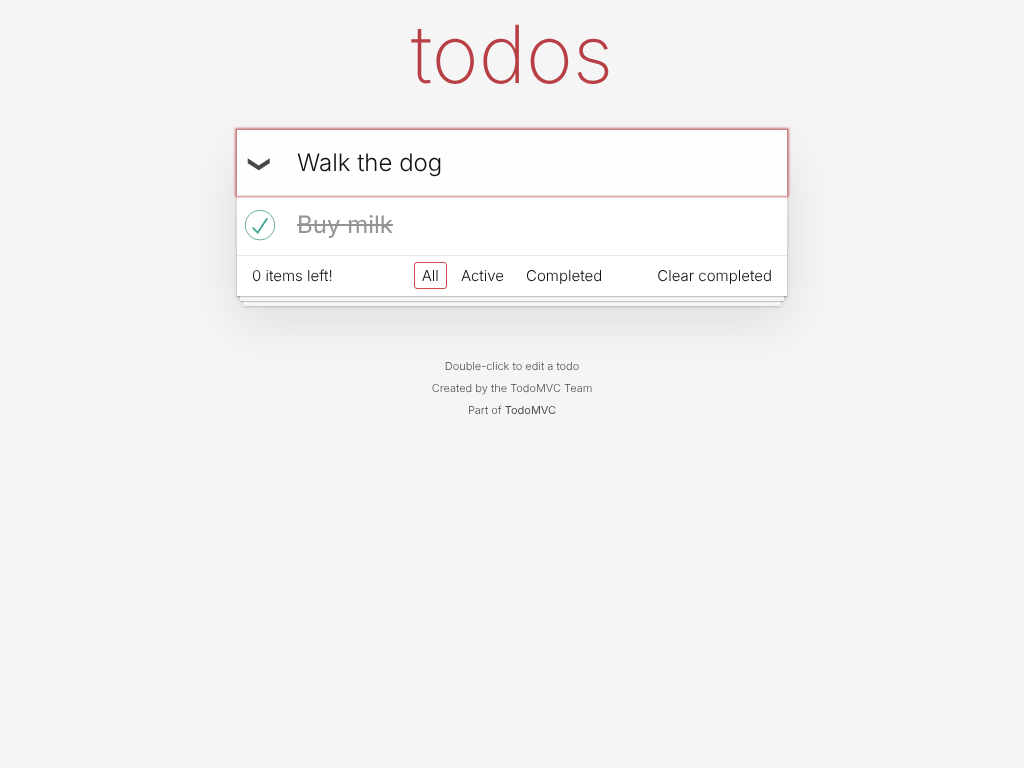 todos
Walk the dog
Buy milk
0 items left!
All
Active
Completed
Clear completed
Double-click to edit a todo
Created by the TodoMVC Team
Part of TodoMVC